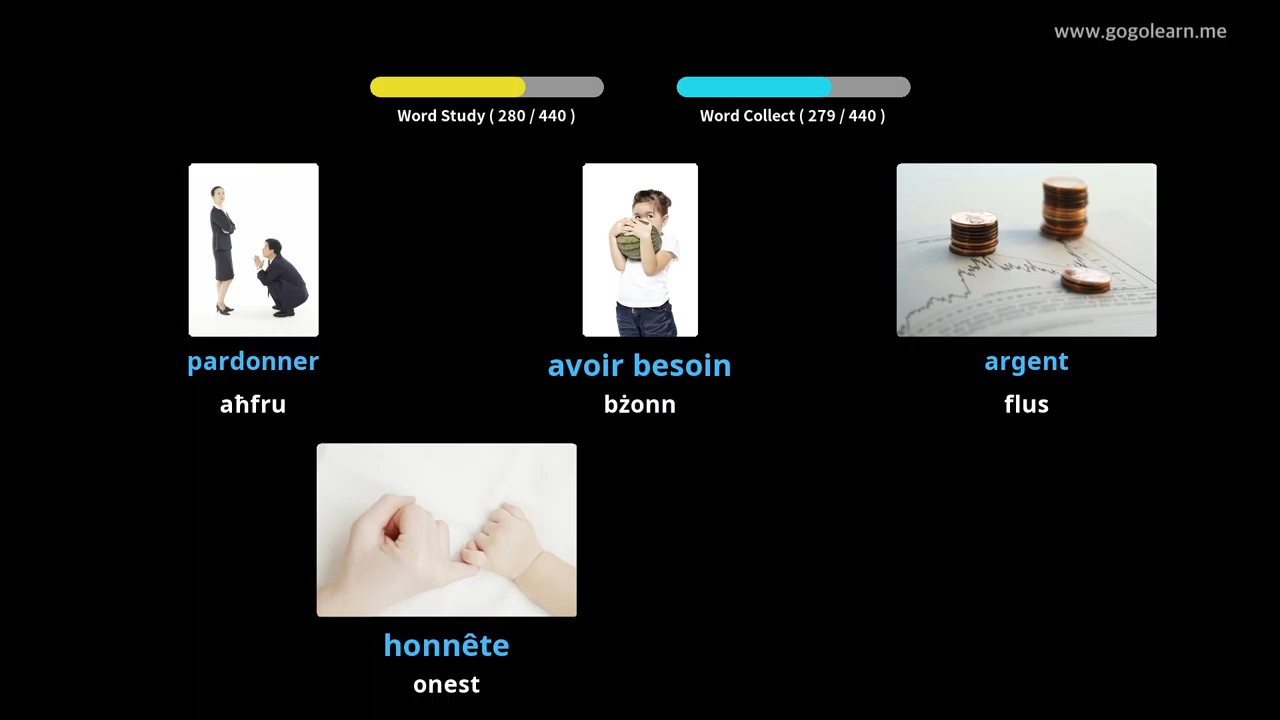 www.gogolearn.me
Word Study ( 280 / 440 )
Word Collect ( 279 / 440 )
pardonner
aħfru
avoir besoin
bżonn
argent
flus
honnête
onest